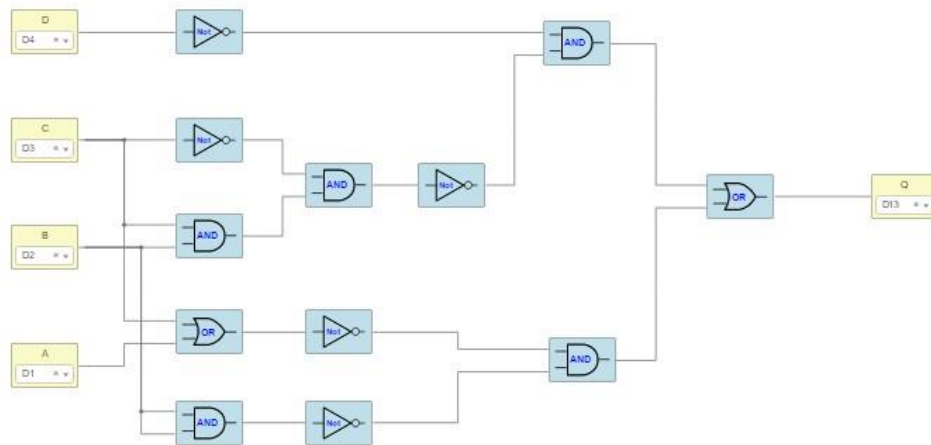 D
D4
Not
AND
C
D3
Not
AND
Not
OR
Q
D13
AND
B
D2
OR
Not
AND
A
D1
AND
Not